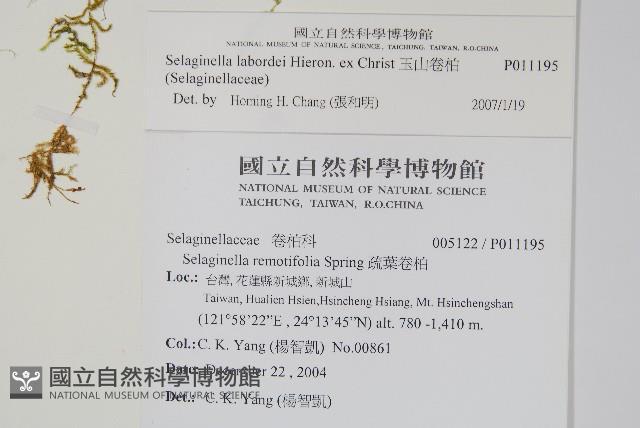 國立自然科學博物館
NATIONAL MUSEUM OF NATURAL SCIENCE, TAICHUNG, TAIWAN, R.O.CHINA
Selaginella labordei Hieron. ex Christ 玉山卷柏 P011195
(Selaginellaceae)
Det. by Horning H. Chang (張和明) 2007/1/19
國立自然科學博物館
NATIONAL MUSEUM OF NATURAL SCIENCE
TAICHUNG, TAIWAN, R.O.CHINA
Selaginellaceae 卷柏科 005122 / P011195
Selaginella remotifolia Spring 疏葉卷柏
Loc.: 台灣, 花蓮縣新城鄉, 新城山
Taiwan, Hualien Hsien,Hsincheng Hsiang, Mt. Hsinchengshan
(121°58’22”E , 24°13’45”N) alt. 780 -1,410 m.
Col.: C. K. Yang (楊智凱) No.00861
Date: December 22 , 2004
Det.: C. K. Yang (楊智凱)
國立自然科學博物館
NATIONAL MUSEUM OF NATURAL SCIENCE